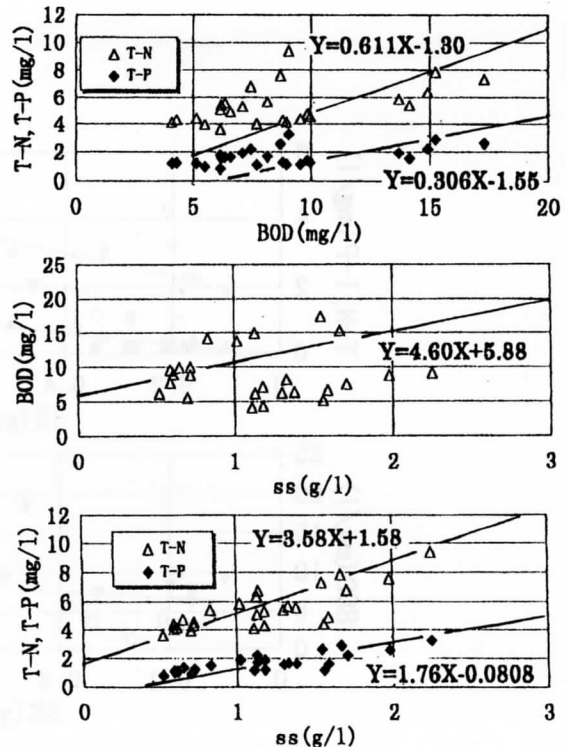 12
10
8
6
4
2
0
T-N, T-P(mg/l)
△ T-N
◆ T-P
Y=0.611X-1.30
Y=0.306X-1.55
0 5 10 15 20
BOD(mg/l)
25
20
15
10
5
0
BOD(mg/l)
Y=4.60X+5.88
0 1 2 3
ss(g/l)
12
10
8
6
4
2
0
T-N, T-P(mg/l)
△ T-N
◆ T-P
Y=3.58X+1.58
Y=1.76X-0.0808
0 1 2 3
ss(g/l)